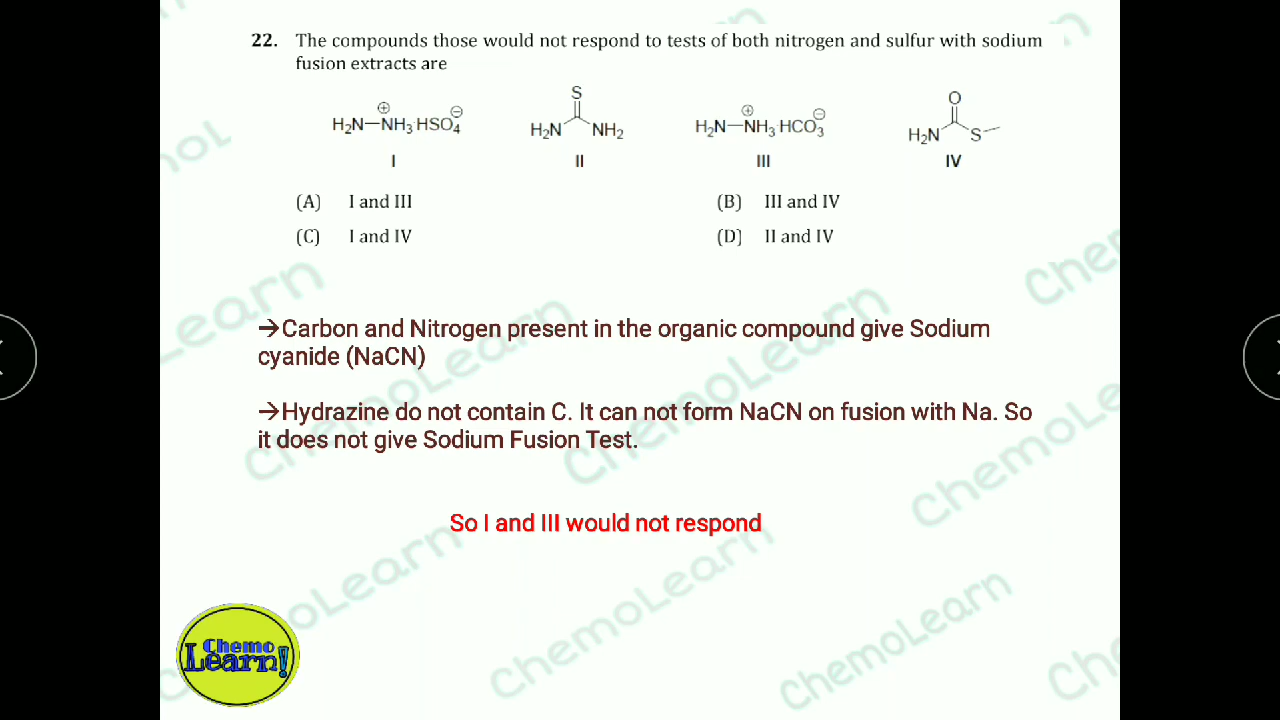 22. The compounds those would not respond to tests of both nitrogen and sulfur with sodium
fusion extracts are
H₂N—NH₃⊕ HSO₄⊖
S
H₂N NH₂
H₂N—NH₃⊕ HCO₃⊖
O
H₂N S
I II III IV
(A) I and III (B) III and IV
(C) I and IV (D) II and IV
→Carbon and Nitrogen present in the organic compound give Sodium
cyanide (NaCN)
→Hydrazine do not contain C. It can not form NaCN on fusion with Na. So
it does not give Sodium Fusion Test.
So I and III would not respond
Chemo
Learn!
ChemoLearn